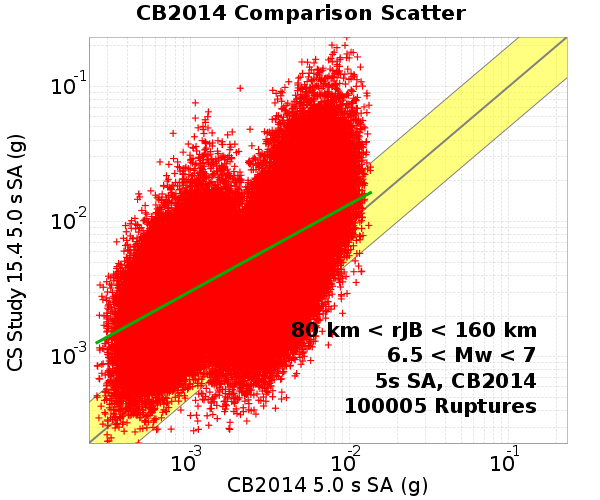 CB2014 Comparison Scatter
CS Study 15.4 5.0 s SA (g)
10⁻¹
10⁻²
10⁻³
80 km < rJB < 160 km
6.5 < Mw < 7
5s SA, CB2014
100005 Ruptures
10⁻³ 10⁻² 10⁻¹
CB2014 5.0 s SA (g)